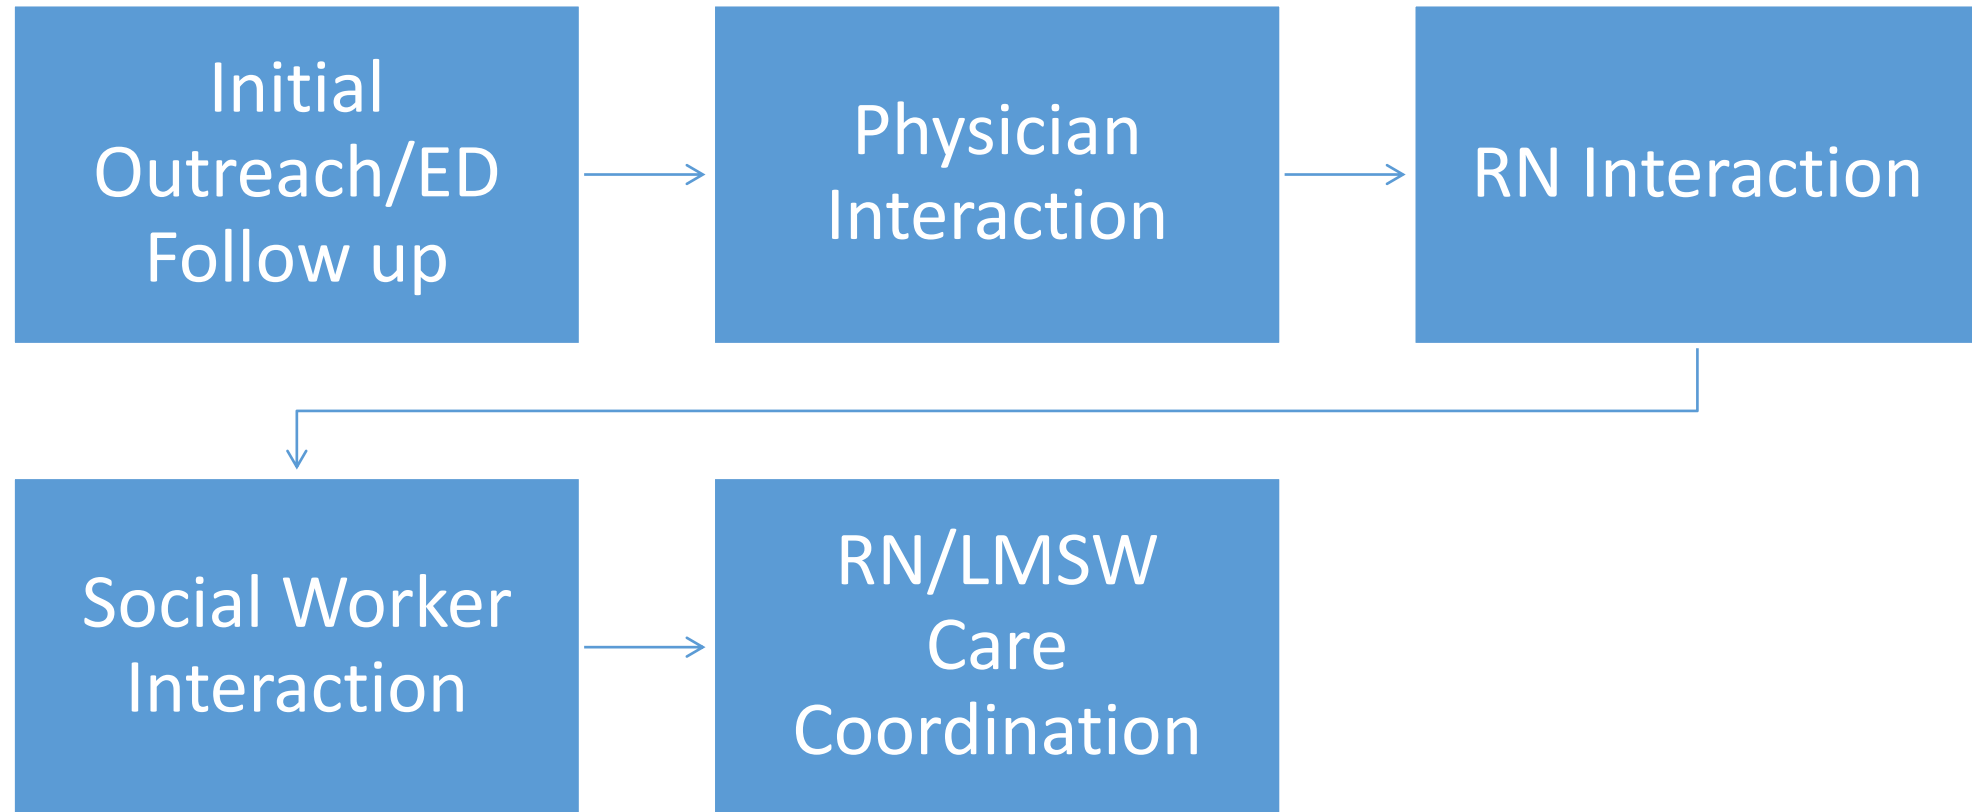 Initial
Outreach/ED
Follow up
Physician
Interaction
RN Interaction
Social Worker
Interaction
RN/LMSW
Care
Coordination